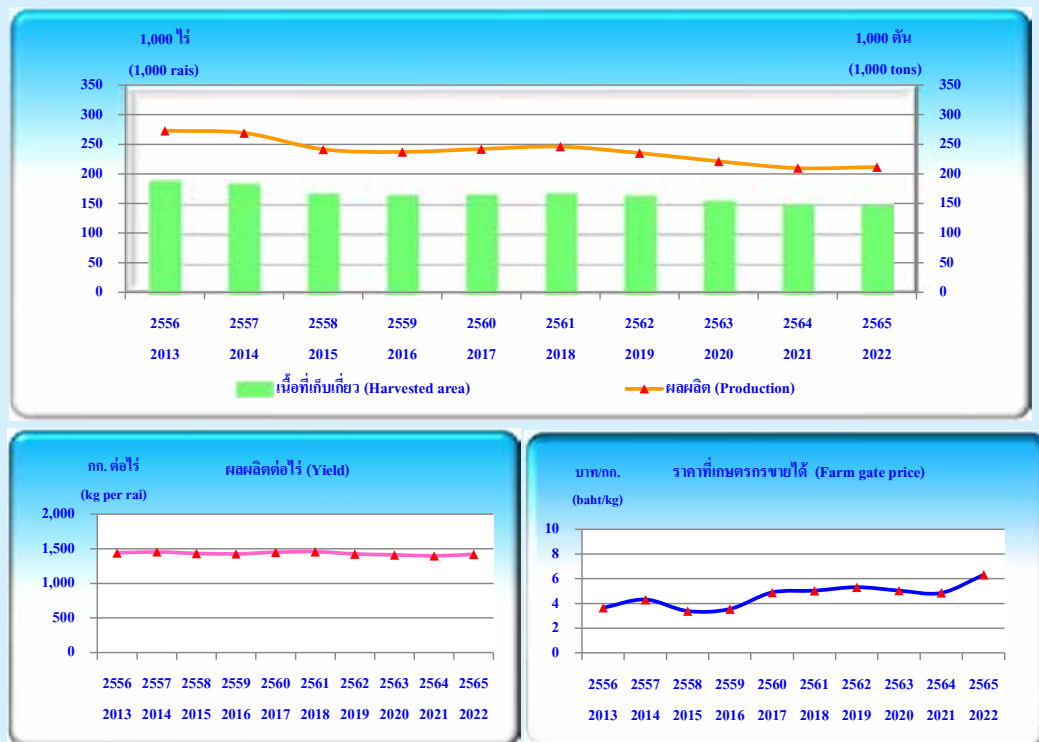 1,000 ไร่ 1,000 ตัน
(1,000 rais) (1,000 tons)
350 350
300 300
250 250
200 200
150 150
100 100
50 50
0 0
2556 2557 2558 2559 2560 2561 2562 2563 2564 2565
2013 2014 2015 2016 2017 2018 2019 2020 2021 2022
เนื้อที่เก็บเกี่ยว (Harvested area) ผลผลิต (Production)
กก. ต่อไร่ ผลผลิตต่อไร่ (Yield)
(kg per rai)
2,000
1,500
1,000
500
0
2556 2557 2558 2559 2560 2561 2562 2563 2564 2565
2013 2014 2015 2016 2017 2018 2019 2020 2021 2022
บาท/กก. ราคาที่เกษตรกรขายได้ (Farm gate price)
(baht/kg)
10
8
6
4
2
0
2556 2557 2558 2559 2560 2561 2562 2563 2564 2565
2013 2014 2015 2016 2017 2018 2019 2020 2021 2022